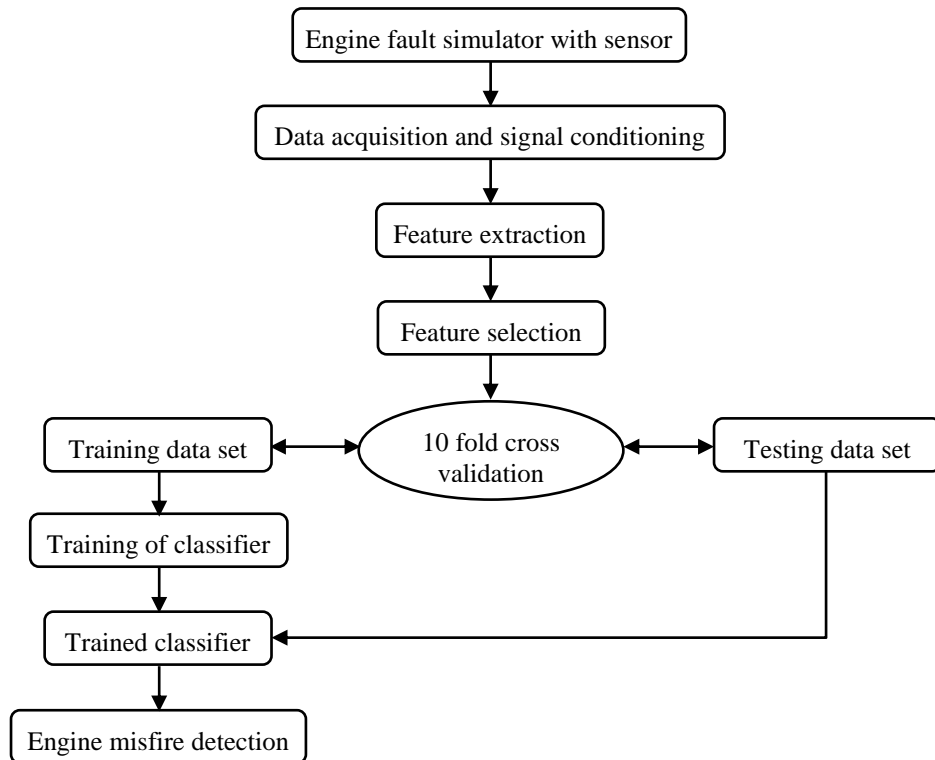 Engine fault simulator with sensor
Data acquisition and signal conditioning
Feature extraction
Feature selection
10 fold cross
validation
Training data set
Testing data set
Training of classifier
Trained classifier
Engine misfire detection